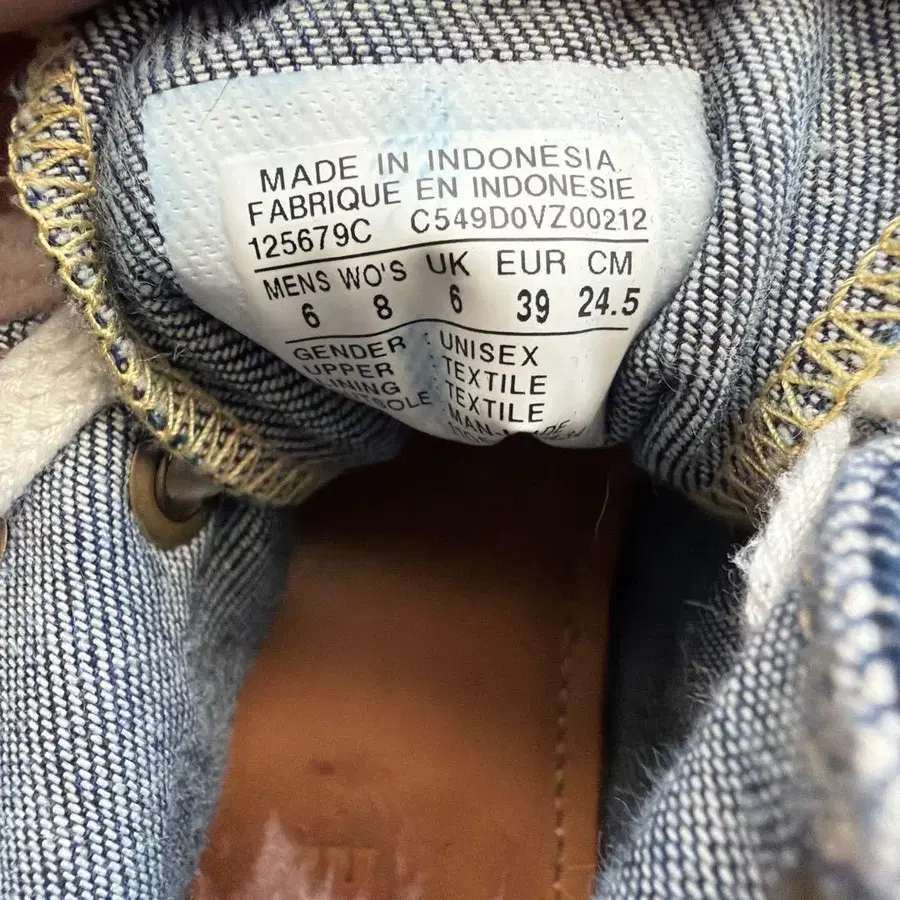 MADE IN INDONESIA
FABRIQUE EN INDONESIE
125679C C549D0VZ00212
MENS WO'S UK EUR CM
6 8 6 39 24.5
GENDER : UNISEX
UPPER : TEXTILE
LINING : TEXTILE